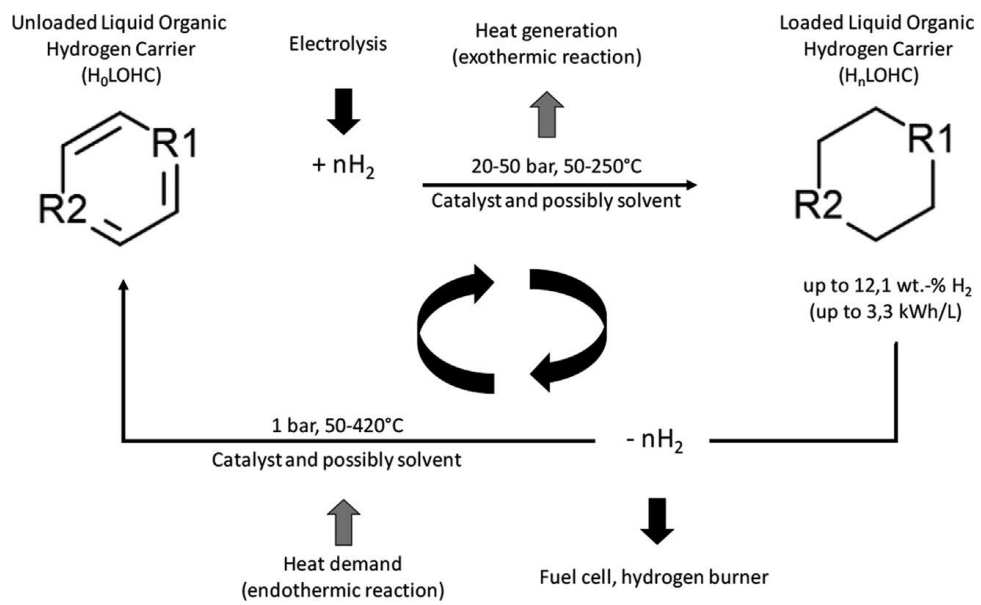 Unloaded Liquid Organic
Hydrogen Carrier
(H₀LOHC)
Electrolysis
Heat generation
(exothermic reaction)
Loaded Liquid Organic
Hydrogen Carrier
(HₙLOHC)
R1
R2
+ nH₂
20-50 bar, 50-250°C
Catalyst and possibly solvent
R1
R2
up to 12,1 wt.-% H₂
(up to 3,3 kWh/L)
1 bar, 50-420°C
Catalyst and possibly solvent
- nH₂
Heat demand
(endothermic reaction)
Fuel cell, hydrogen burner